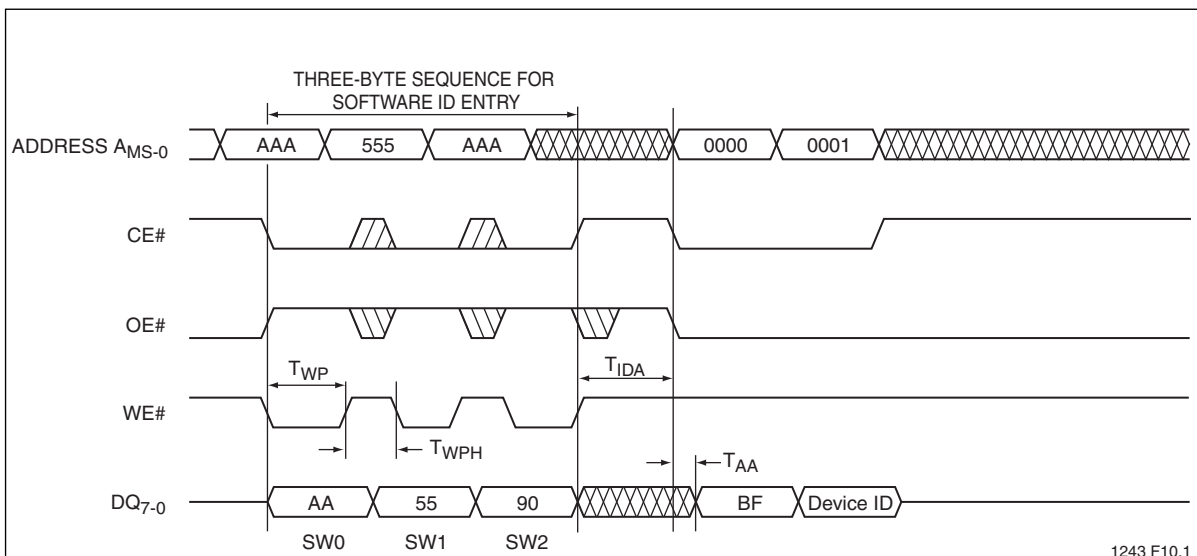 THREE-BYTE SEQUENCE FOR
SOFTWARE ID ENTRY
ADDRESS AMS-0
AAA 555 AAA 0000 0001
CE#
OE#
TWP TIDA
WE#
TWPH
TAA
DQ7-0
AA 55 90 BF Device ID
SW0 SW1 SW2
1243 F10.1